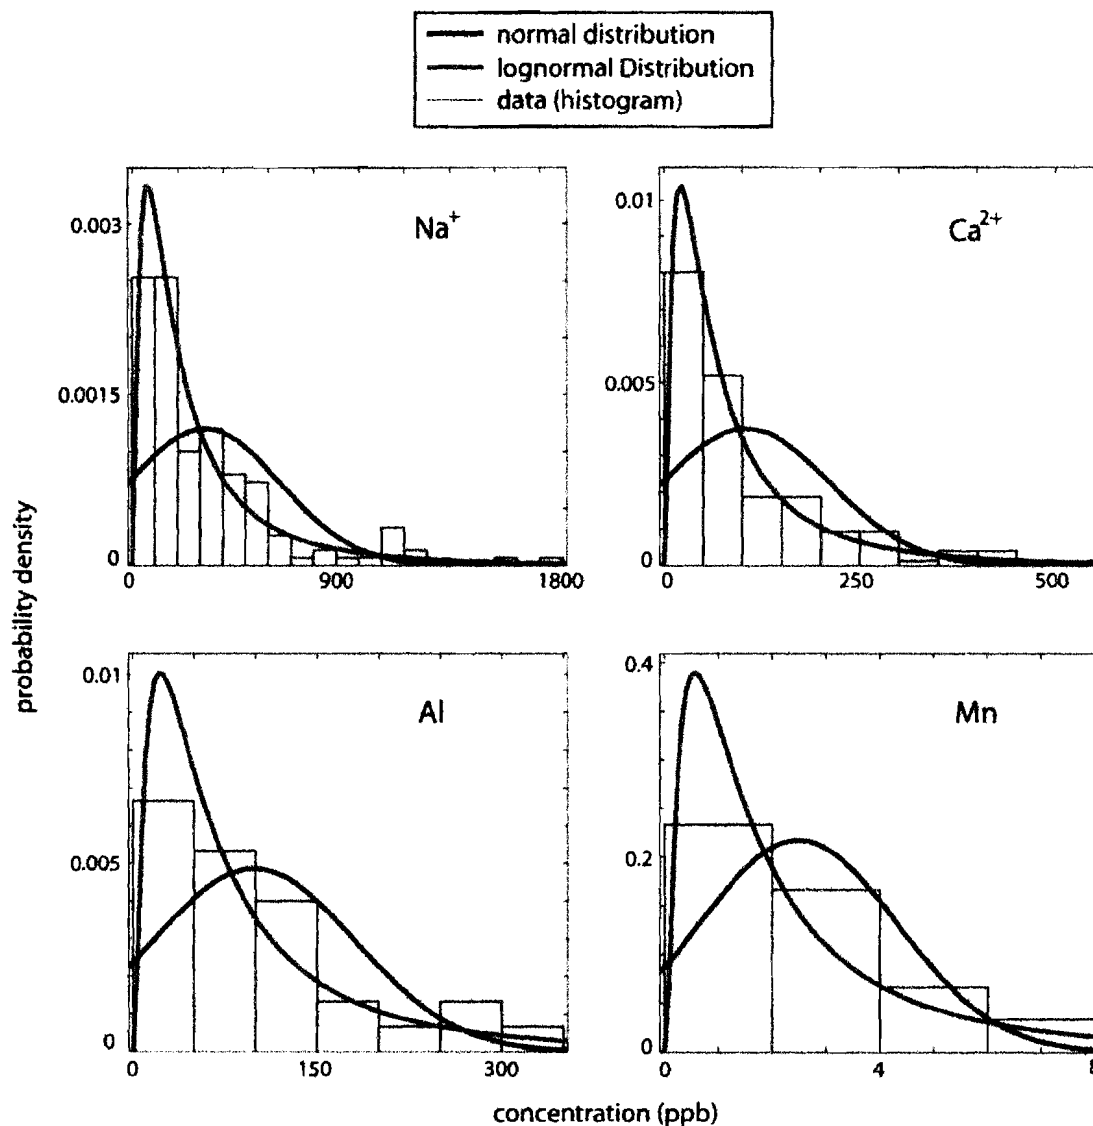 normal distribution
lognormal Distribution
data (histogram)
probability density
Na+
0.003
0.0015
0
0 900 1800
Ca2+
0.01
0.005
0
0 250 500
Al
0.01
0.005
0
0 150 300
Mn
0.4
0.2
0
0 4 8
concentration (ppb)